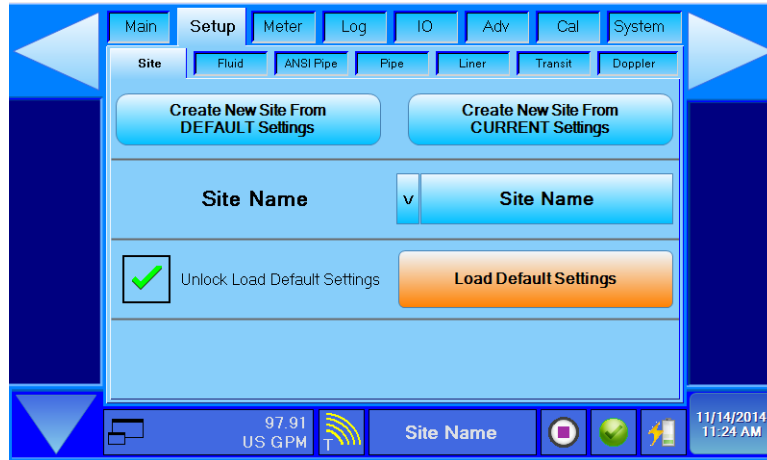 Main Setup Meter Log IO Adv Cal System
Site Fluid ANSI Pipe Pipe Liner Transit Doppler
Create New Site From
DEFAULT Settings
Create New Site From
CURRENT Settings
Site Name
v
Site Name
Unlock Load Default Settings
Load Default Settings
97.91
US GPM
T
Site Name
11/14/2014
11:24 AM